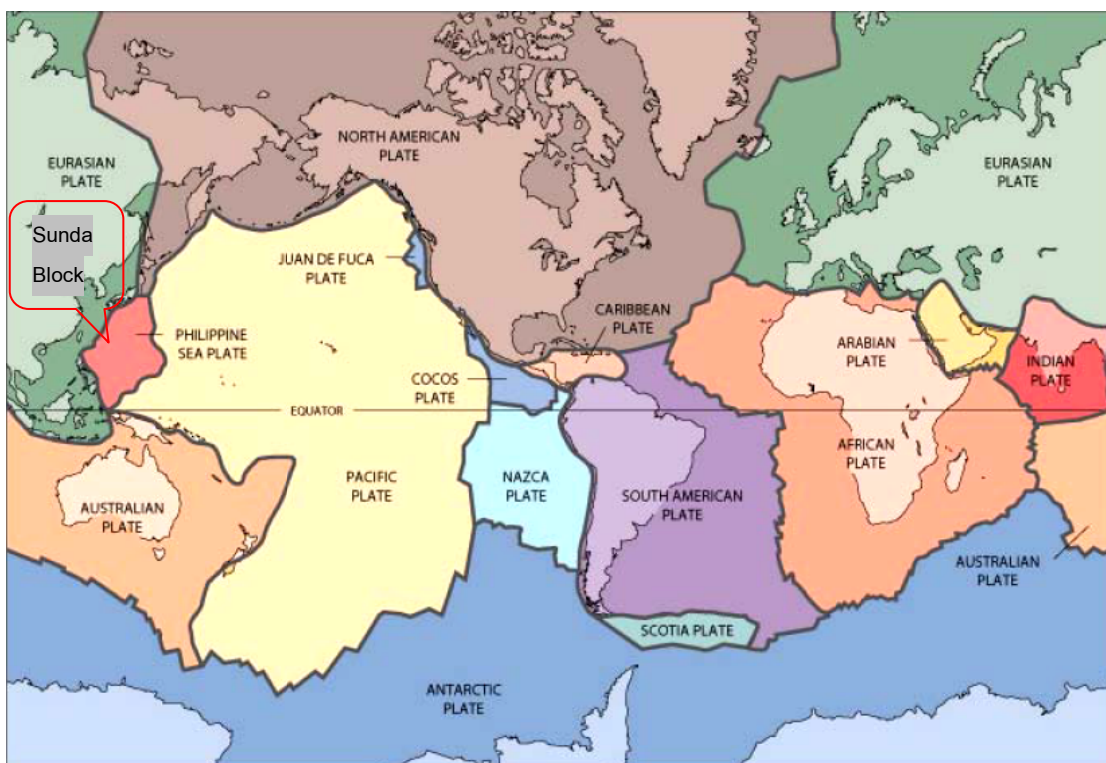 NORTH AMERICAN
PLATE
EURASIAN
PLATE
EURASIAN
PLATE
Sunda
Block
JUAN DE FUCA
PLATE
CARIBBEAN
PLATE
PHILIPPINE
SEA PLATE
ARABIAN
PLATE
INDIAN
PLATE
COCOS
PLATE
EQUATOR
AFRICAN
PLATE
PACIFIC
PLATE
NAZCA
PLATE
SOUTH AMERICAN
PLATE
AUSTRALIAN
PLATE
AUSTRALIAN
PLATE
SCOTIA PLATE
ANTARCTIC
PLATE